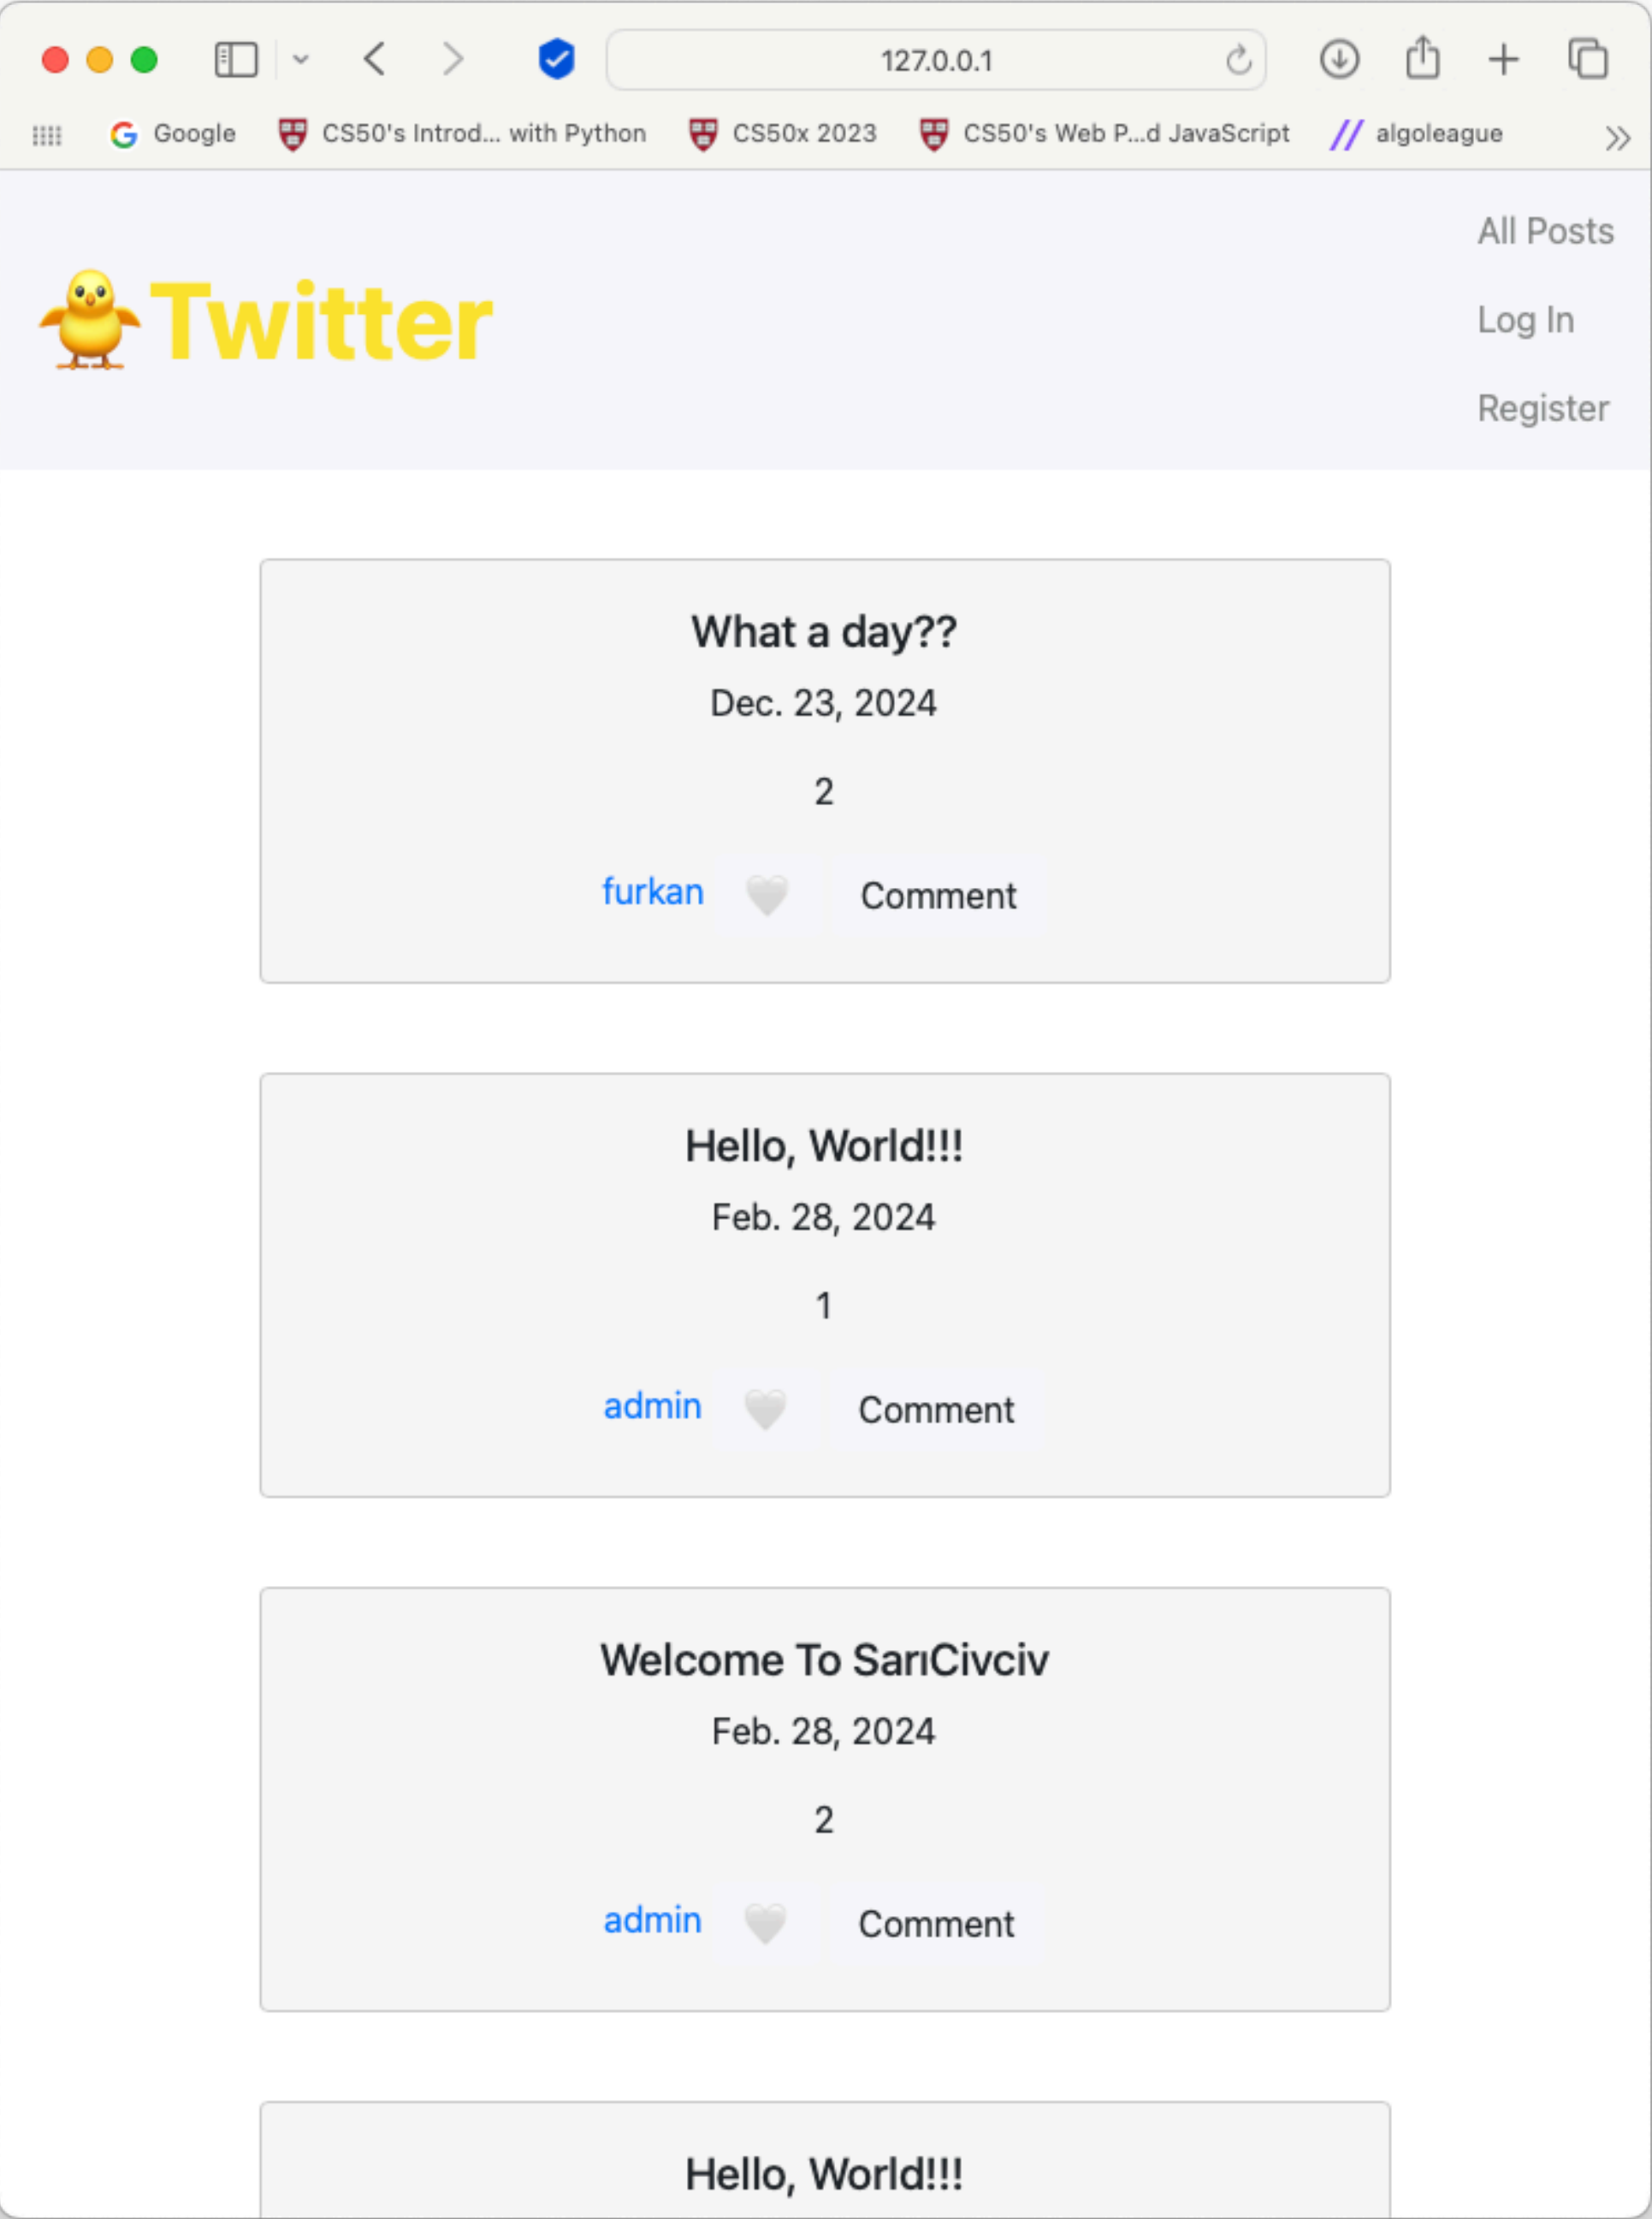 127.0.0.1
Google CS50's Introd... with Python CS50x 2023 CS50's Web P...d JavaScript algoleague
Twitter
All Posts
Log In
Register
What a day??
Dec. 23, 2024
2
furkan Comment
Hello, World!!!
Feb. 28, 2024
1
admin Comment
Welcome To SarıCivciv
Feb. 28, 2024
2
admin Comment
Hello, World!!!